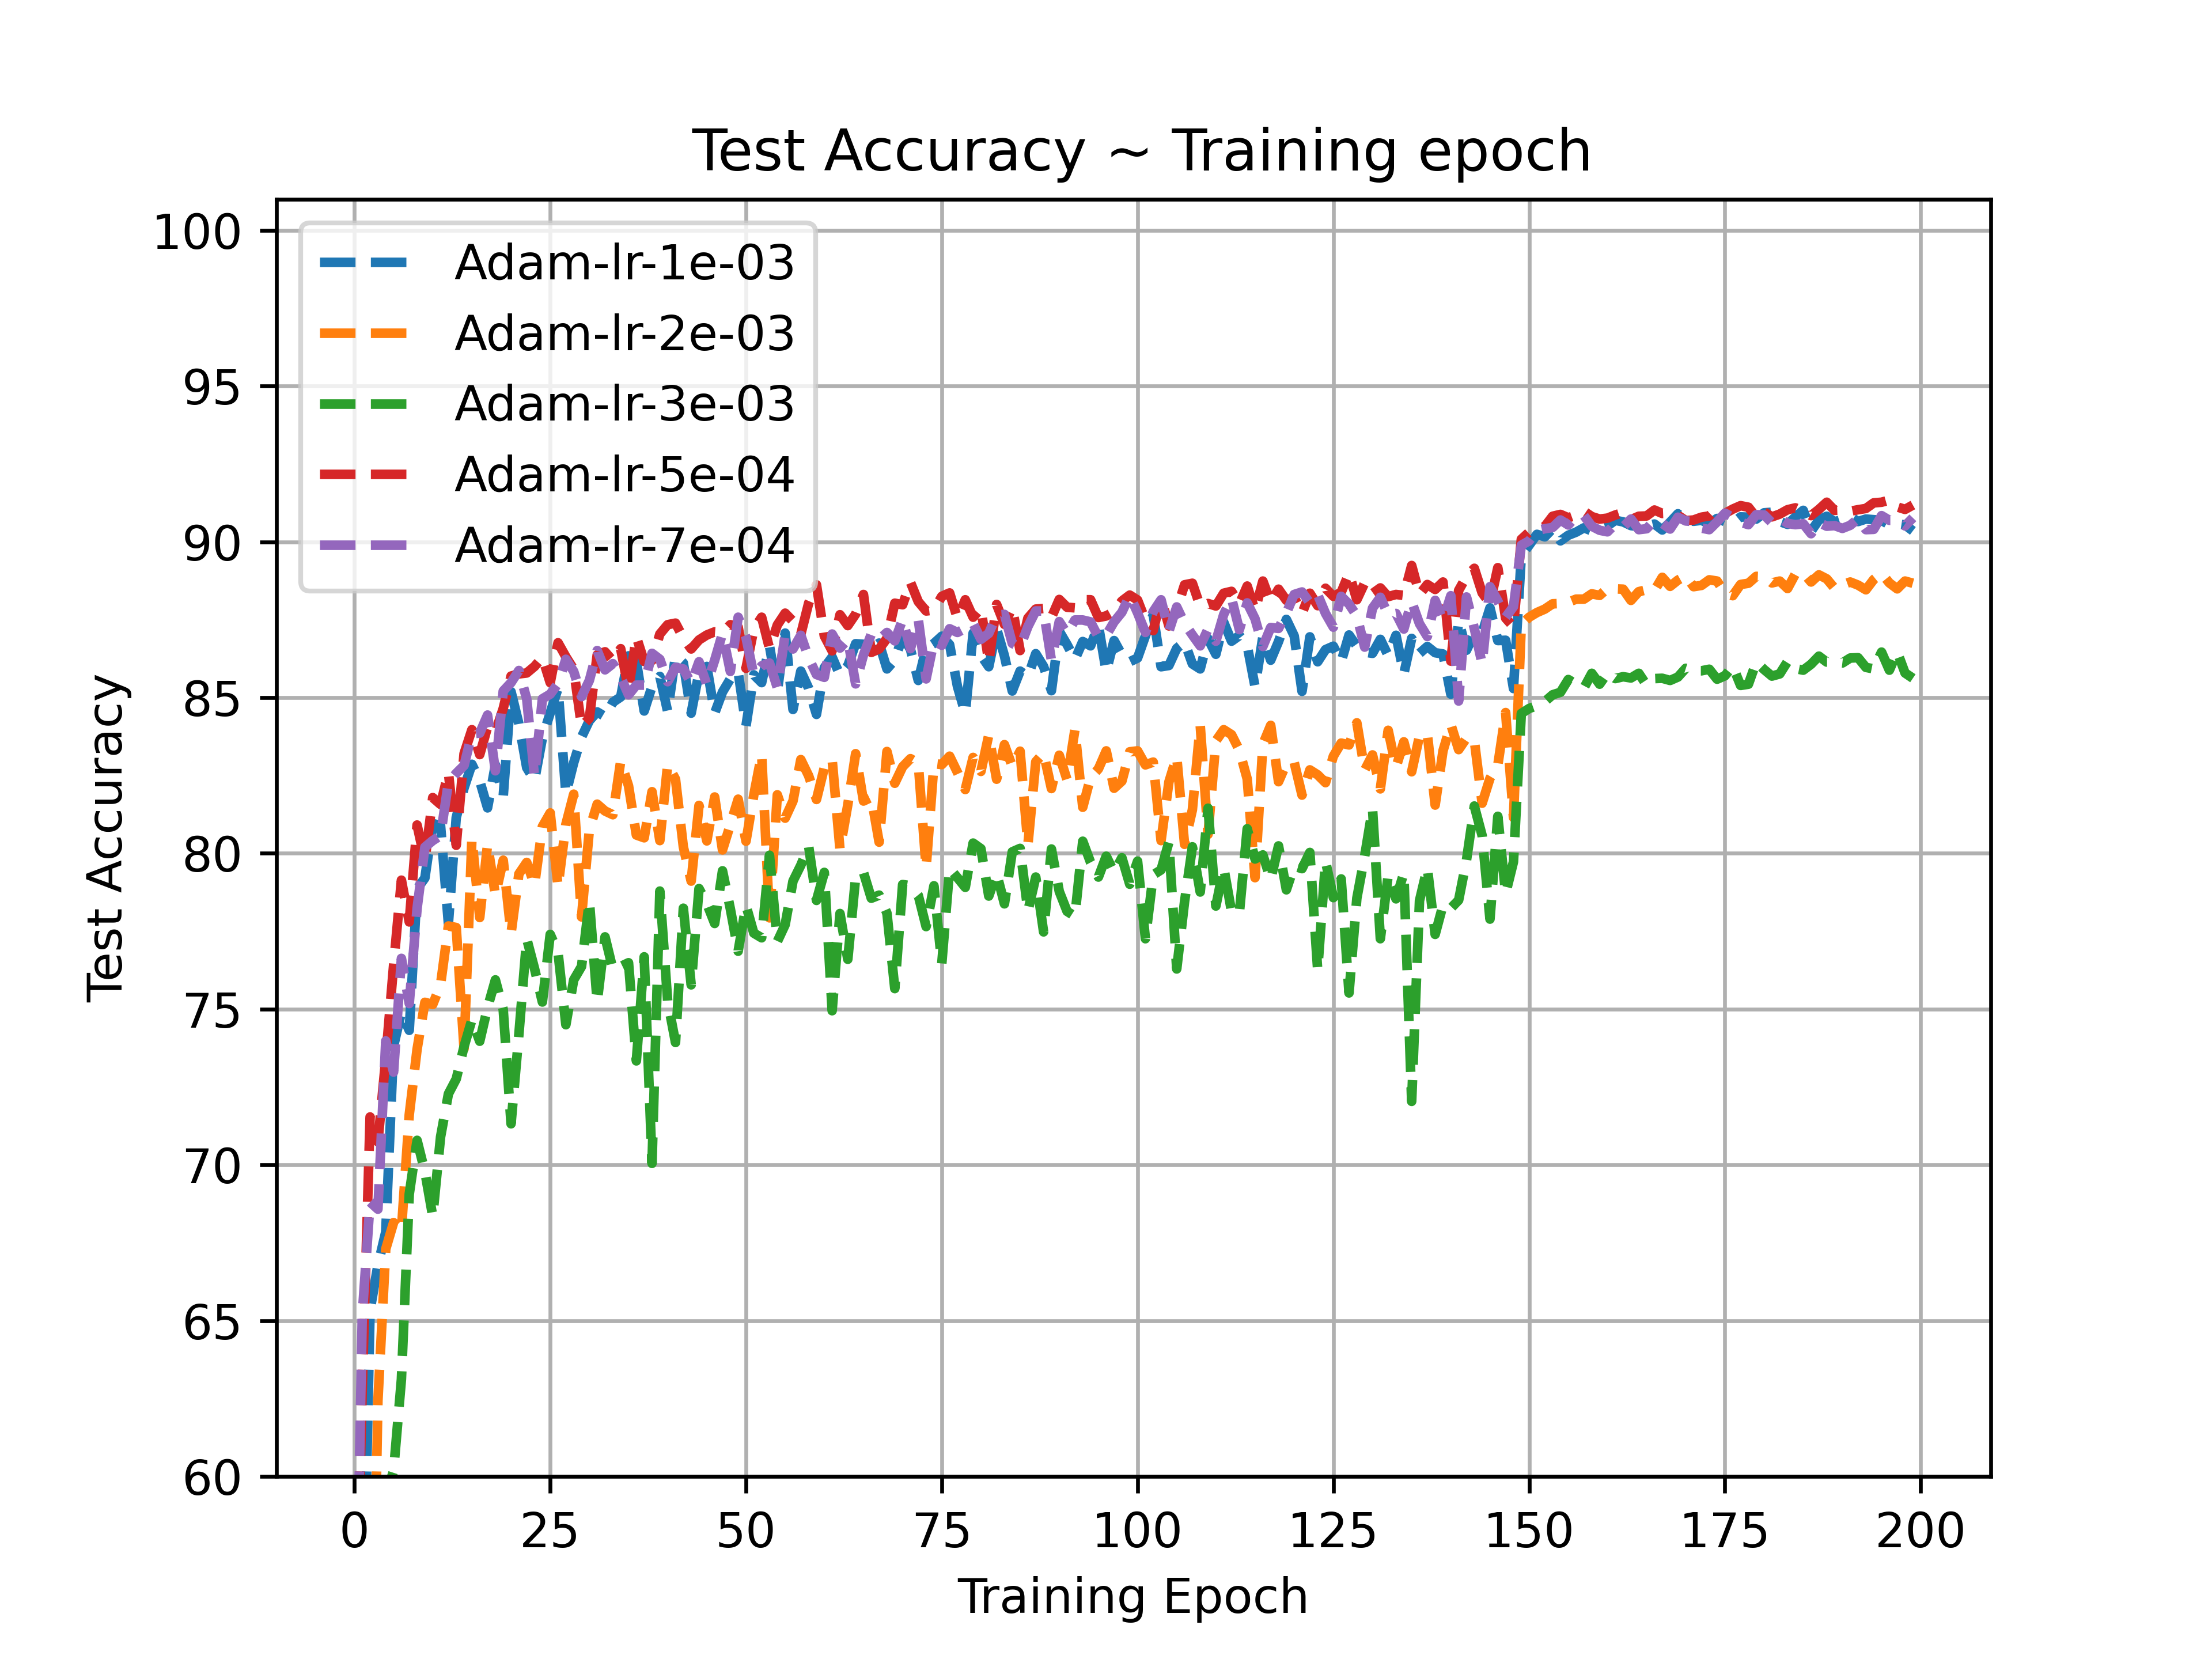 Test Accuracy ~ Training epoch
100
95
90
85
80
75
70
65
60
Test Accuracy
Adam-lr-1e-03
Adam-lr-2e-03
Adam-lr-3e-03
Adam-lr-5e-04
Adam-lr-7e-04
0 25 50 75 100 125 150 175 200
Training Epoch